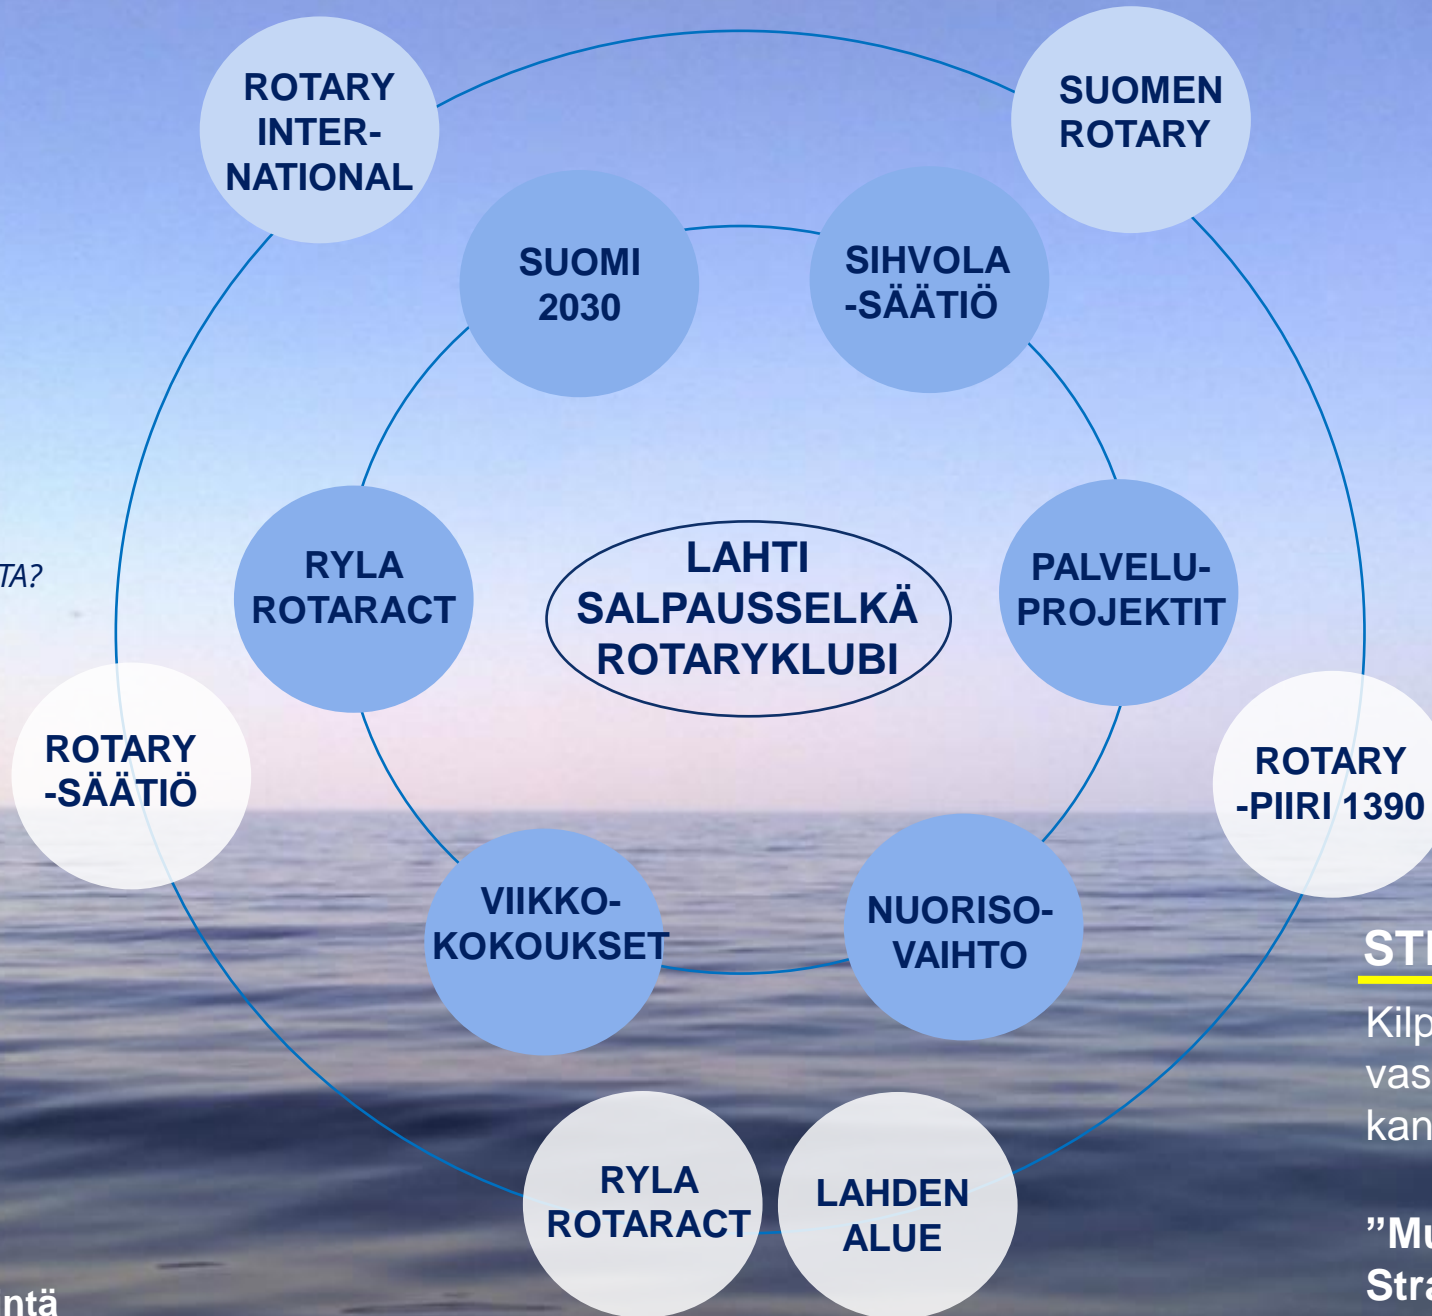 ROTARY
INTER-
NATIONAL
SUOMEN
ROTARY
SUOMI
2030
SIHVOLA
-SÄÄTIÖ
RYLA
ROTARACT
LAHTI
SALPAUSSELKÄ
ROTARYKLUBI
PALVELU-
PROJEKTIT
ROTARY
-SÄÄTIÖ
ROTARY
-PIIRI 1390
VIIKKO-
KOKOUKSET
NUORISO-
VAIHTO
RYLA
ROTARACT
LAHDEN
ALUE